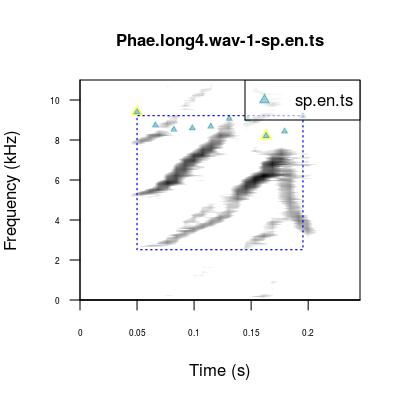 Phae.long4.wav-1-sp.en.ts
sp.en.ts
Frequency (kHz)
10
8
6
4
2
0
0
0.05
0.1
0.15
0.2
Time (s)